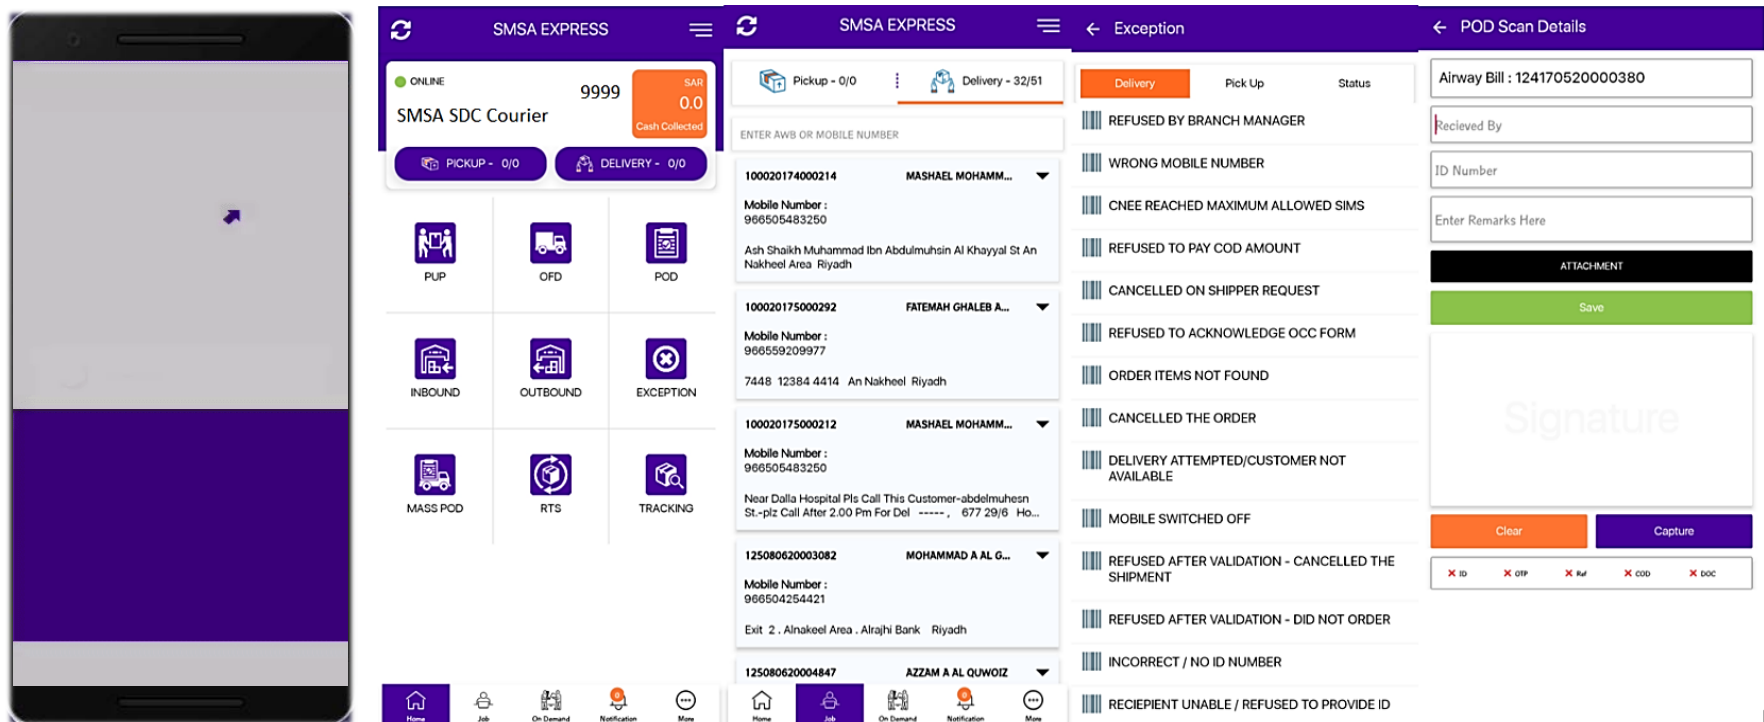 SMSA EXPRESS
ONLINE
9999
SAR
0.0
Cash Collected
SMSA SDC Courier
PICKUP - 0/0
DELIVERY - 0/0
PUP
OFD
POD
INBOUND
OUTBOUND
EXCEPTION
MASS POD
RTS
TRACKING
Home
Job
On Demand
0
Notification
More
SMSA EXPRESS
Pickup - 0/0
Delivery - 32/51
ENTER AWB OR MOBILE NUMBER
100020174000214 MASHAEL MOHAMM...
Mobile Number :
966505483250
Ash Shaikh Muhammad Ibn Abdulmuhsin Al Khayyal St An
Nakheel Area Riyadh
100020175000292 FATEMAH GHALEB A...
Mobile Number :
966559209977
7448 12384 4414 An Nakheel Riyadh
100020175000212 MASHAEL MOHAMM...
Mobile Number :
966505483250
Near Dalla Hospital Pls Call This Customer-abdelmuhesn
St.-plz Call After 2.00 Pm For Del -----, 677 29/6 Ho...
125080620003082 MOHAMMAD A AL G...
Mobile Number :
966504254421
Exit 2 . Alnakeel Area . Alrajhi Bank Riyadh
125080620004847 AZZAM A AL QUWOIZ
Home
Job
On Demand
0
Notification
More
Exception
Delivery
Pick Up
Status
REFUSED BY BRANCH MANAGER
WRONG MOBILE NUMBER
CNEE REACHED MAXIMUM ALLOWED SIMS
REFUSED TO PAY COD AMOUNT
CANCELLED ON SHIPPER REQUEST
REFUSED TO ACKNOWLEDGE OCC FORM
ORDER ITEMS NOT FOUND
CANCELLED THE ORDER
DELIVERY ATTEMPTED/CUSTOMER NOT
AVAILABLE
MOBILE SWITCHED OFF
REFUSED AFTER VALIDATION - CANCELLED THE
SHIPMENT
REFUSED AFTER VALIDATION - DID NOT ORDER
INCORRECT / NO ID NUMBER
RECIEPIENT UNABLE / REFUSED TO PROVIDE ID
POD Scan Details
Airway Bill : 124170520000380
Recieved By
ID Number
Enter Remarks Here
ATTACHMENT
Save
Signature
Clear
Capture
ID
OTP
Ref
COD
DOC